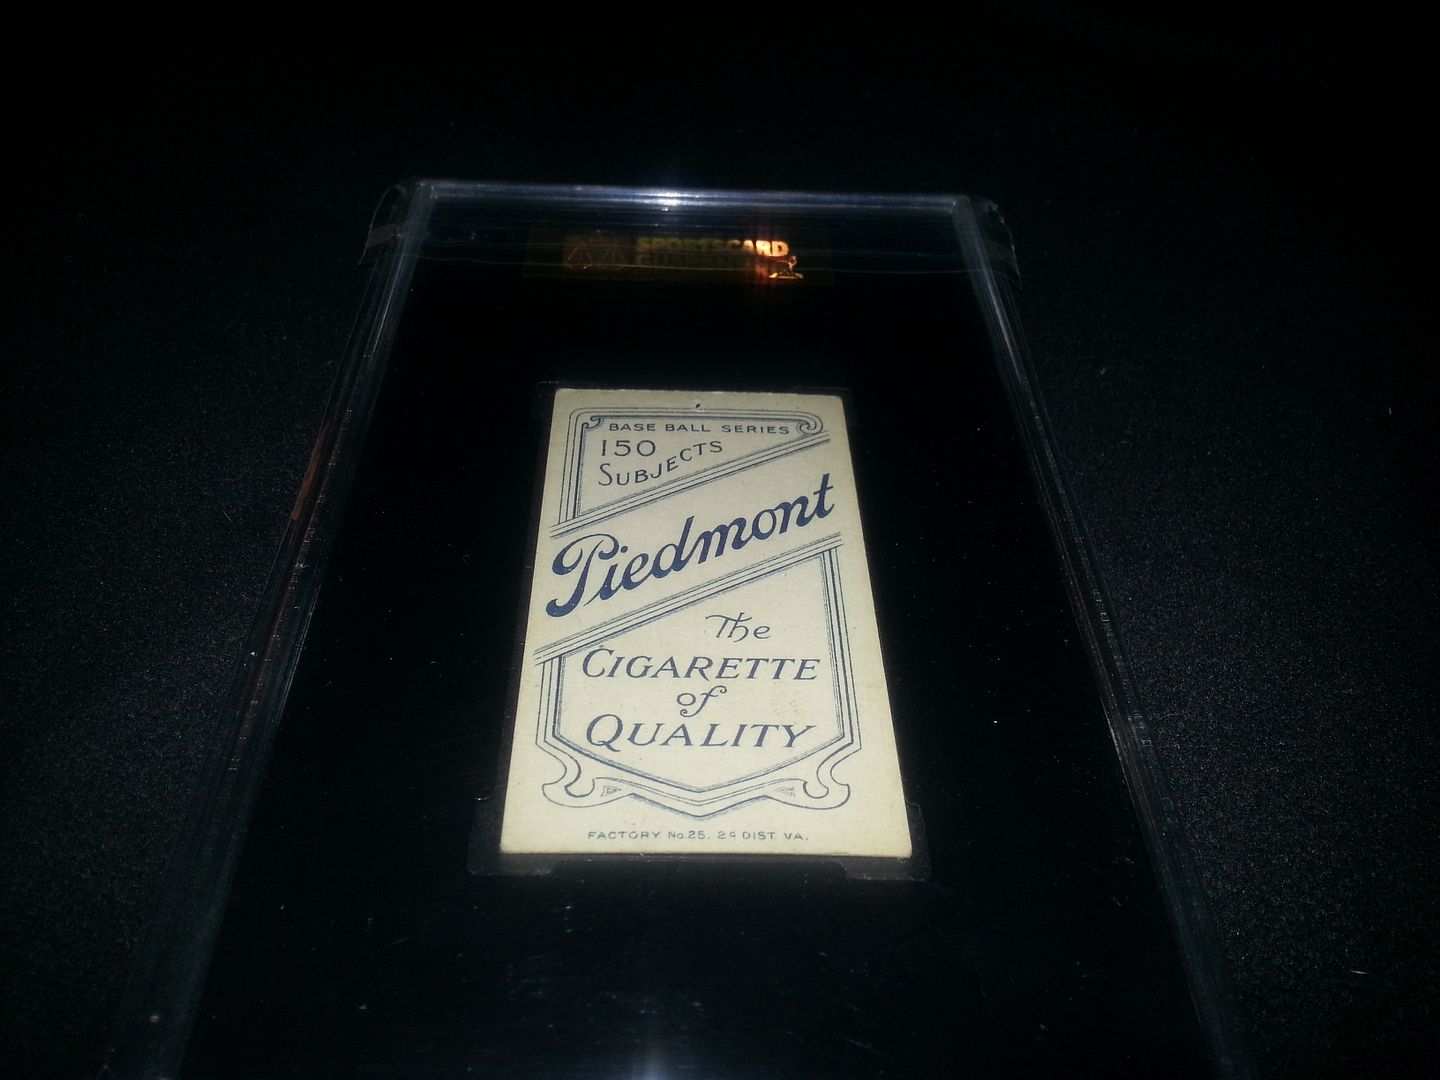 SPORTSCARD
BASE BALL SERIES
150
SUBJECTS
Piedmont
The
CIGARETTE
of
QUALITY
FACTORY No. 25. 2d DIST. VA.